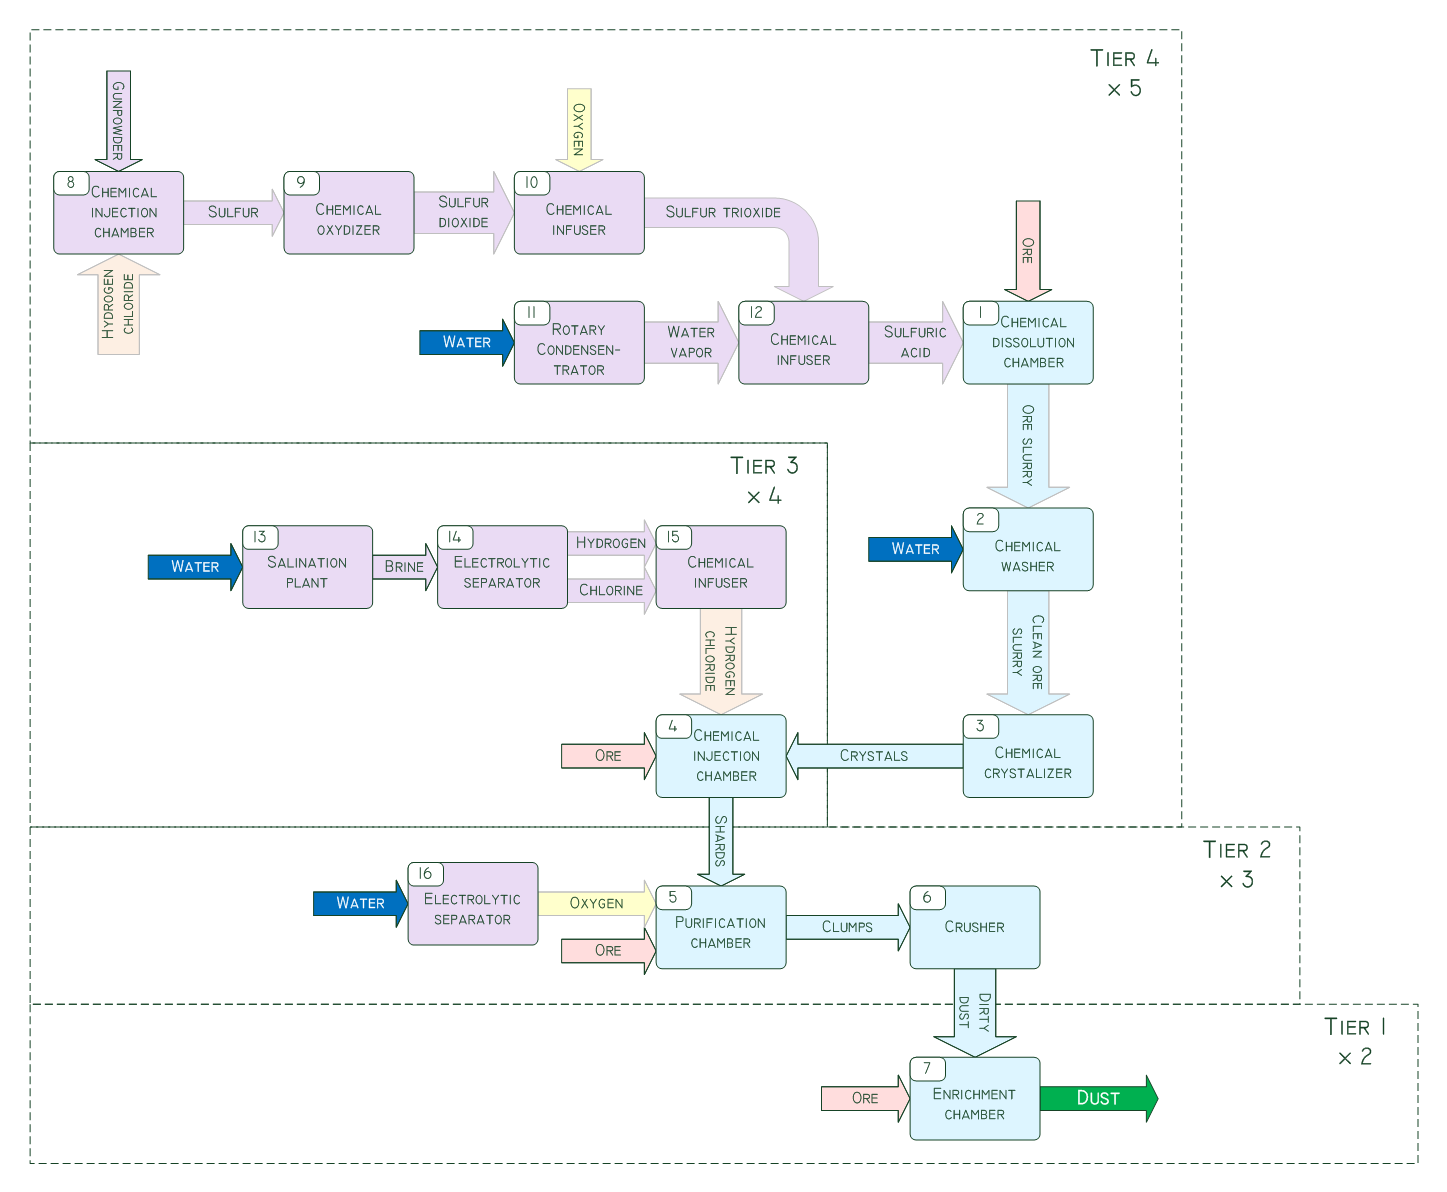 TIER 4
× 5
GUNPOWDER
OXYGEN
8
CHEMICAL
INJECTION
CHAMBER
SULFUR
9
CHEMICAL
OXYDIZER
SULFUR
DIOXIDE
10
CHEMICAL
INFUSER
SULFUR TRIOXIDE
ORE
HYDROGEN
CHLORIDE
WATER
11
ROTARY
CONDENSEN-
TRATOR
WATER
VAPOR
12
CHEMICAL
INFUSER
SULFURIC
ACID
1
CHEMICAL
DISSOLUTION
CHAMBER
ORE SLURRY
TIER 3
× 4
WATER
13
SALINATION
PLANT
BRINE
14
ELECTROLYTIC
SEPARATOR
HYDROGEN
CHLORINE
15
CHEMICAL
INFUSER
WATER
2
CHEMICAL
WASHER
HYDROGEN
CHLORIDE
CLEAN ORE
SLURRY
ORE
4
CHEMICAL
INJECTION
CHAMBER
CRYSTALS
3
CHEMICAL
CRYSTALIZER
SHARDS
TIER 2
× 3
WATER
16
ELECTROLYTIC
SEPARATOR
OXYGEN
ORE
5
PURIFICATION
CHAMBER
CLUMPS
6
CRUSHER
DIRTY
DUST
TIER 1
× 2
ORE
7
ENRICHMENT
CHAMBER
DUST